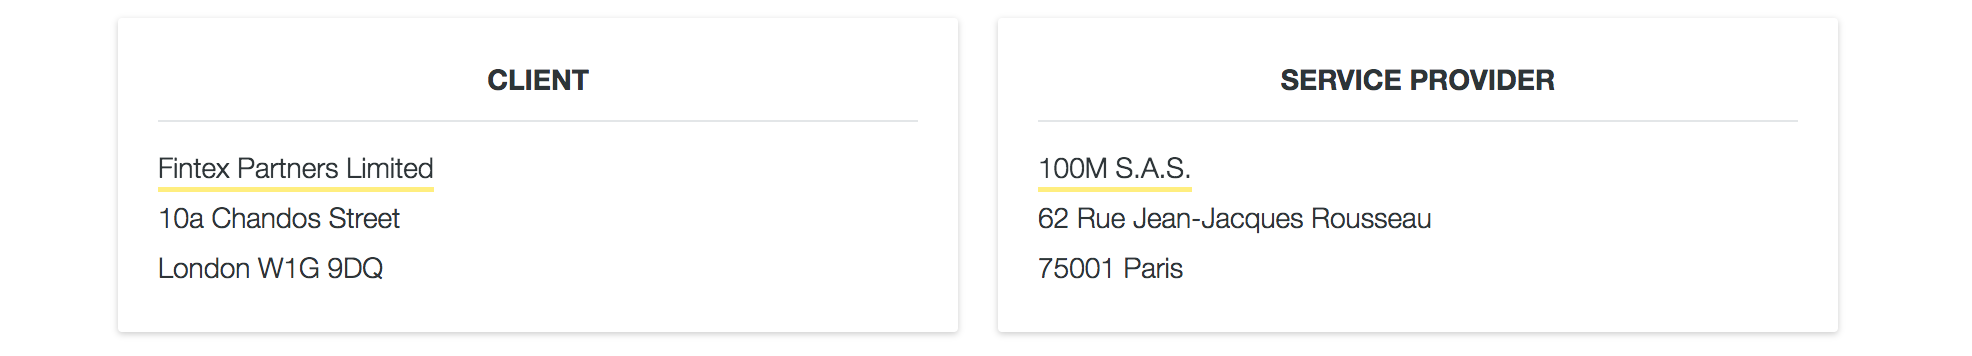 CLIENT
Fintex Partners Limited
10a Chandos Street
London W1G 9DQ
SERVICE PROVIDER
100M S.A.S.
62 Rue Jean-Jacques Rousseau
75001 Paris